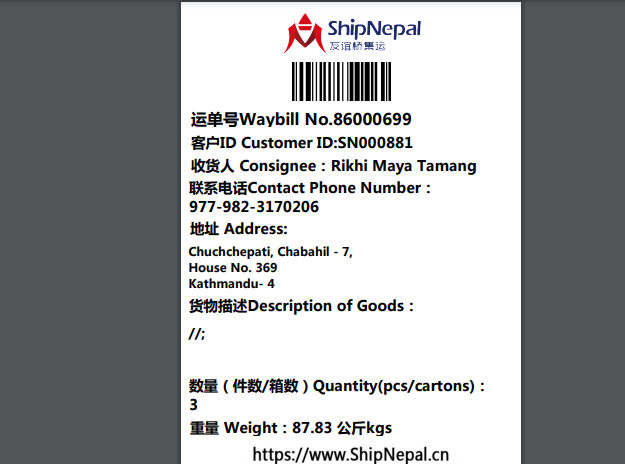 ShipNepal
友谊桥集运
运单号Waybill No.86000699
客户ID Customer ID:SN000881
收货人 Consignee：Rikhi Maya Tamang
联系电话Contact Phone Number：
977-982-3170206
地址 Address:
Chuchchepati, Chabahil - 7,
House No. 369
Kathmandu- 4
货物描述Description of Goods：
//;
数量（件数/箱数）Quantity(pcs/cartons)：
3
重量 Weight：87.83 公斤kgs
https://www.ShipNepal.cn